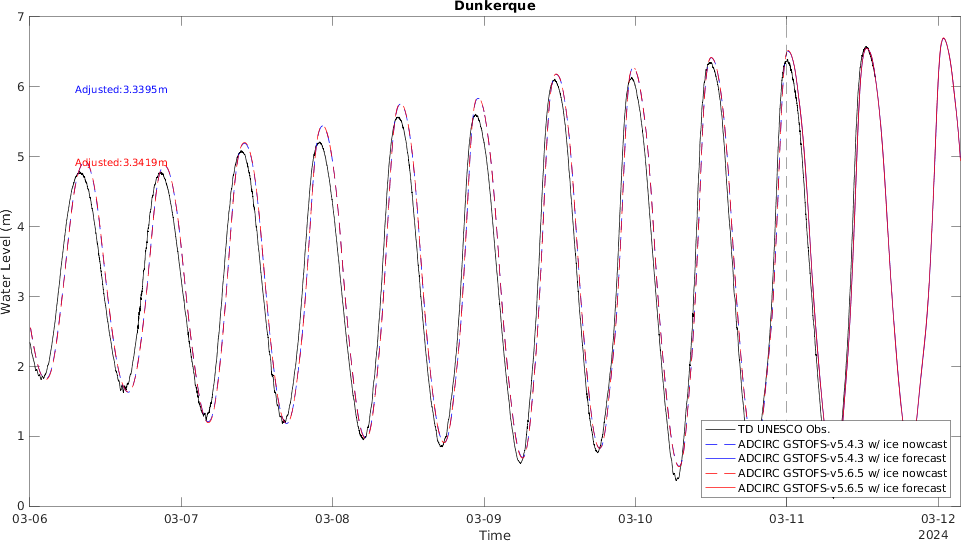 Dunkerque
7
6
5
4
3
2
1
0
Water Level (m)
Adjusted:3.3395m
Adjusted:3.3419m
TD UNESCO Obs.
ADCIRC GSTOFS-v5.4.3 w/ ice nowcast
ADCIRC GSTOFS-v5.4.3 w/ ice forecast
ADCIRC GSTOFS-v5.6.5 w/ ice nowcast
ADCIRC GSTOFS-v5.6.5 w/ ice forecast
03-06 03-07 03-08 03-09 03-10 03-11 03-12
Time 2024